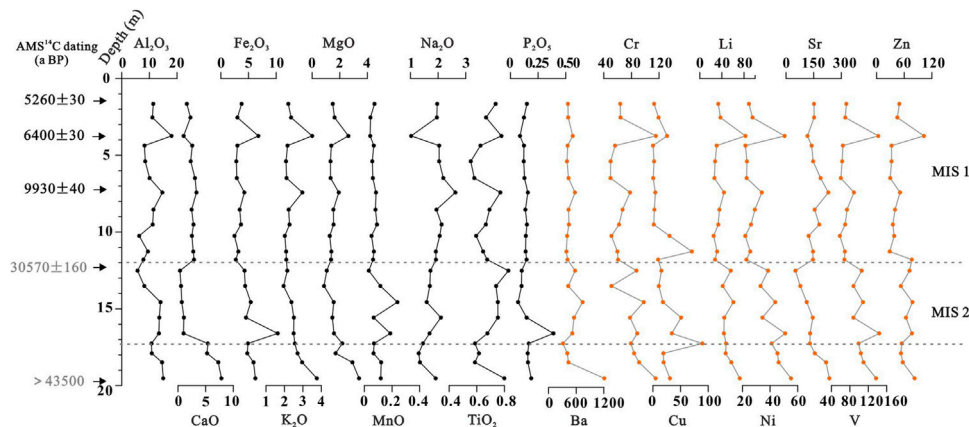 AMS¹⁴C dating
(a BP)
Depth (m)
Al₂O₃
Fe₂O₃
MgO
Na₂O
P₂O₅
Cr
Li
Sr
Zn
0 10 20
0 5 10
0 2 4
1 2 3
0 0.25 0.50
40 80 120
0 40 80
0 150 300
0 60 120
0
5260±30
6400±30
5
MIS 1
9930±40
10
30570±160
15
MIS 2
>43500
20
0 5 10
1 2 3 4
0 0.2 0.4
0.4 0.6 0.8
0 600 1200
0 50 100
20 40 60
0 40 80 120 160
CaO
K₂O
MnO
TiO₂
Ba
Cu
Ni
V